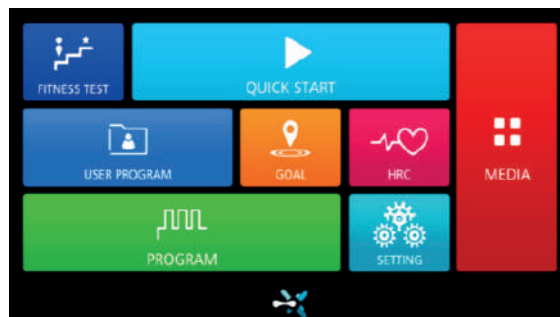 FITNESS TEST
QUICK START
USER PROGRAM
GOAL
HRC
MEDIA
PROGRAM
SETTING